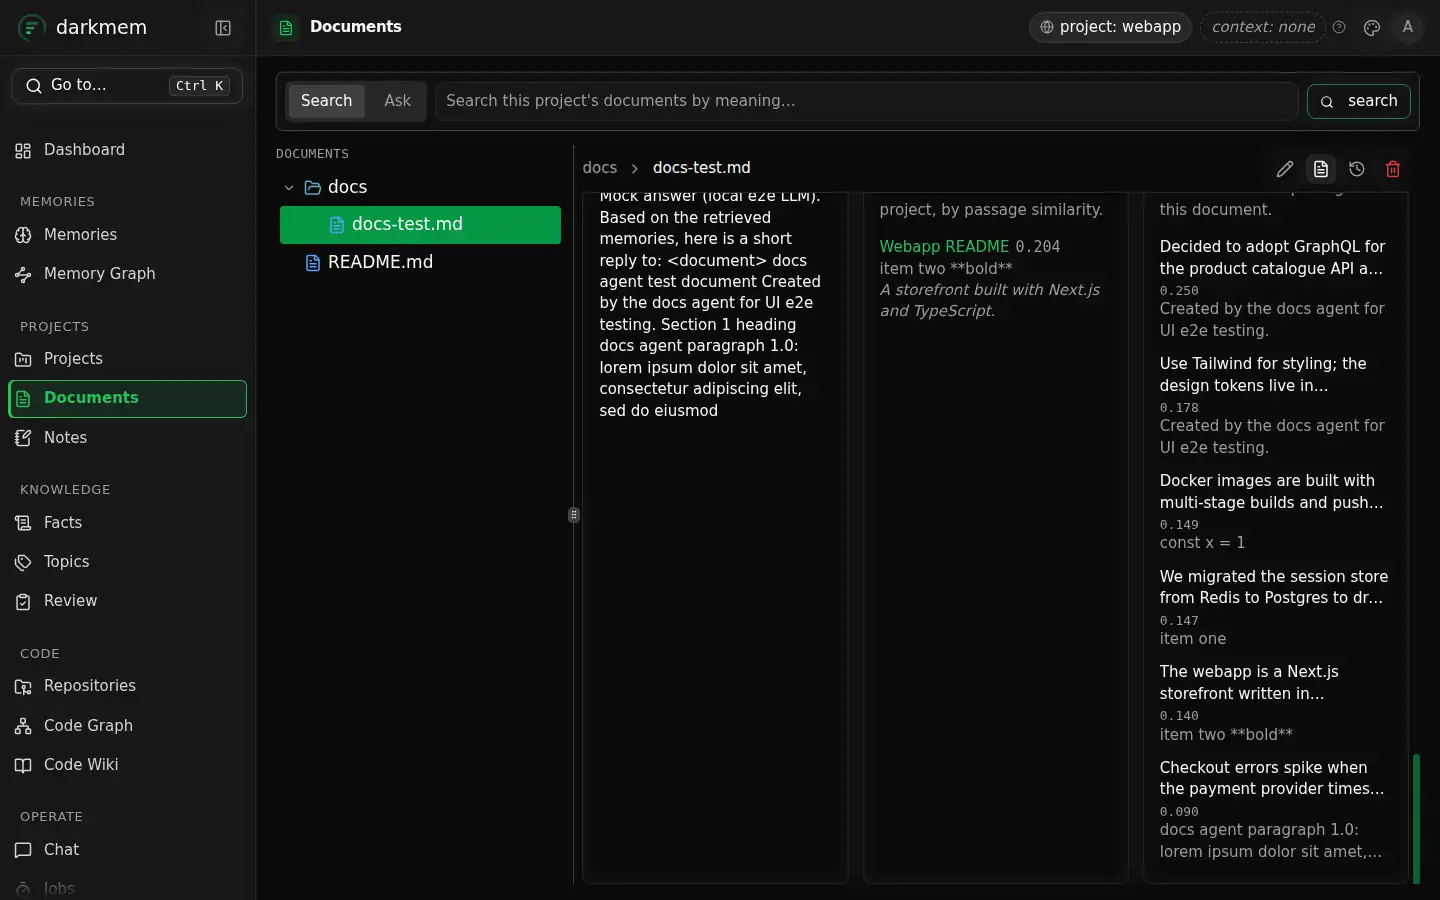 darkmem
Go to...
Ctrl K
Dashboard
MEMORIES
Memories
Memory Graph
PROJECTS
Projects
Documents
Notes
KNOWLEDGE
Facts
Topics
Review
CODE
Repositories
Code Graph
Code Wiki
OPERATE
Chat
Jobs
Documents
project: webapp
context: none
A
Search
Ask
Search this project's documents by meaning...
search
DOCUMENTS
docs
docs-test.md
README.md
docs
docs-test.md
Mock answer (local e2e LLM).
Based on the retrieved
memories, here is a short
reply to: <document> docs
agent test document Created
by the docs agent for UI e2e
testing. Section 1 heading
docs agent paragraph 1.0:
lorem ipsum dolor sit amet,
consectetur adipiscing elit,
sed do eiusmod
project, by passage similarity.
Webapp README 0.204
item two **bold**
A storefront built with Next.js
and TypeScript.
this document.
Decided to adopt GraphQL for
the product catalogue API a...
0.250
Created by the docs agent for
UI e2e testing.
Use Tailwind for styling; the
design tokens live in...
0.178
Created by the docs agent for
UI e2e testing.
Docker images are built with
multi-stage builds and push...
0.149
const x = 1
We migrated the session store
from Redis to Postgres to dr...
0.147
item one
The webapp is a Next.js
storefront written in...
0.140
item two **bold**
Checkout errors spike when
the payment provider times...
0.090
docs agent paragraph 1.0:
lorem ipsum dolor sit amet,...